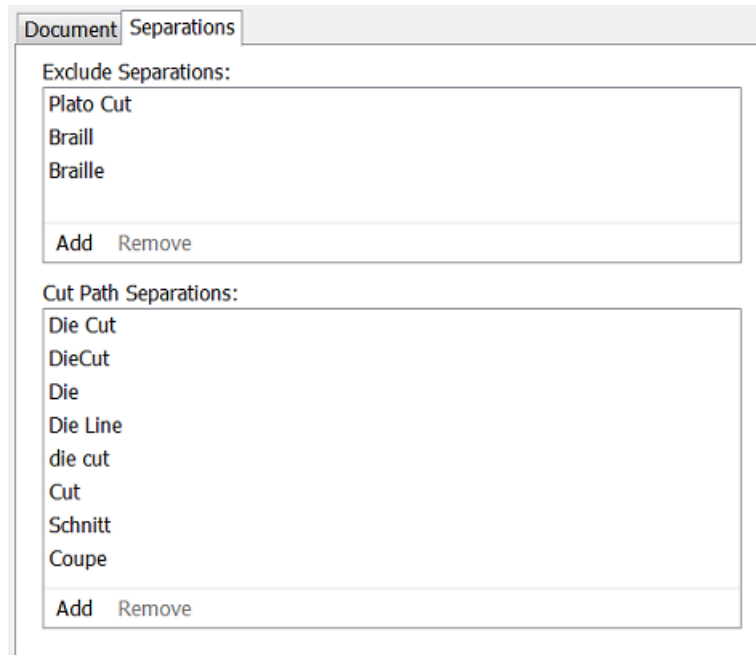 Document Separations
Exclude Separations:
Plato Cut
Braill
Braille
Add Remove
Cut Path Separations:
Die Cut
DieCut
Die
Die Line
die cut
Cut
Schnitt
Coupe
Add Remove